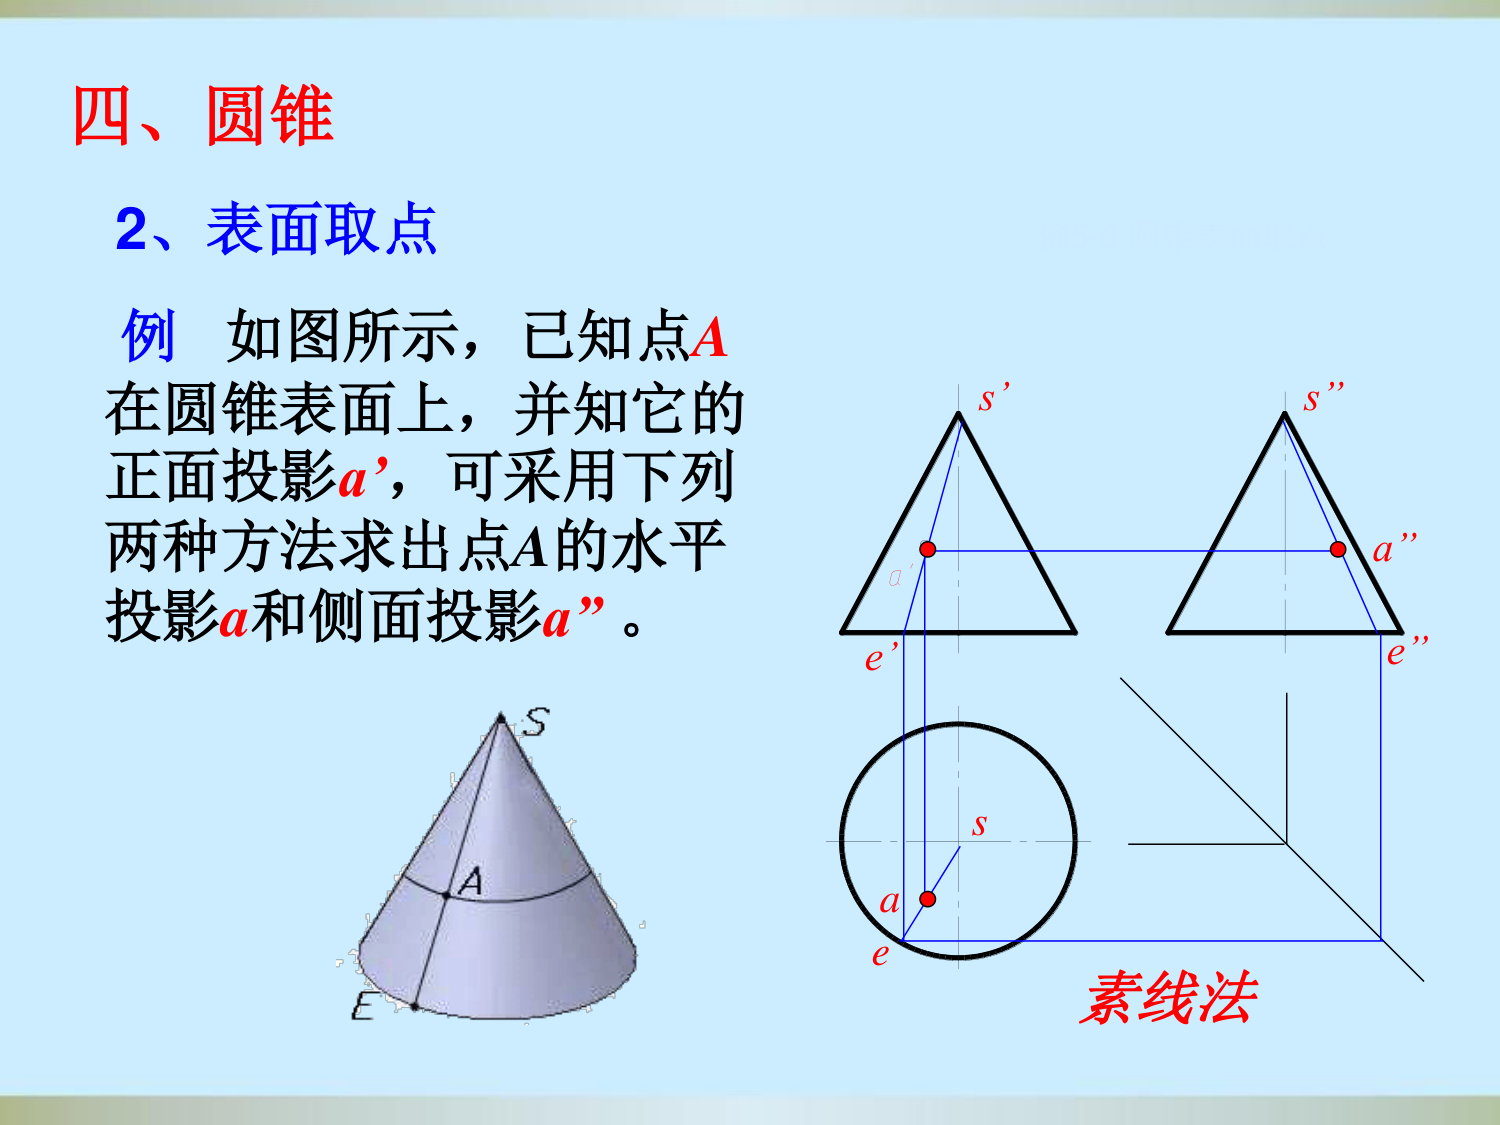 四、圆锥
2、表面取点
例 如图所示，已知点A
在圆锥表面上，并知它的
正面投影a’，可采用下列
两种方法求出点A的水平
投影a和侧面投影a”。
s’
s”
a’
a”
e’
e”
s
a
e
素线法
S
A
E